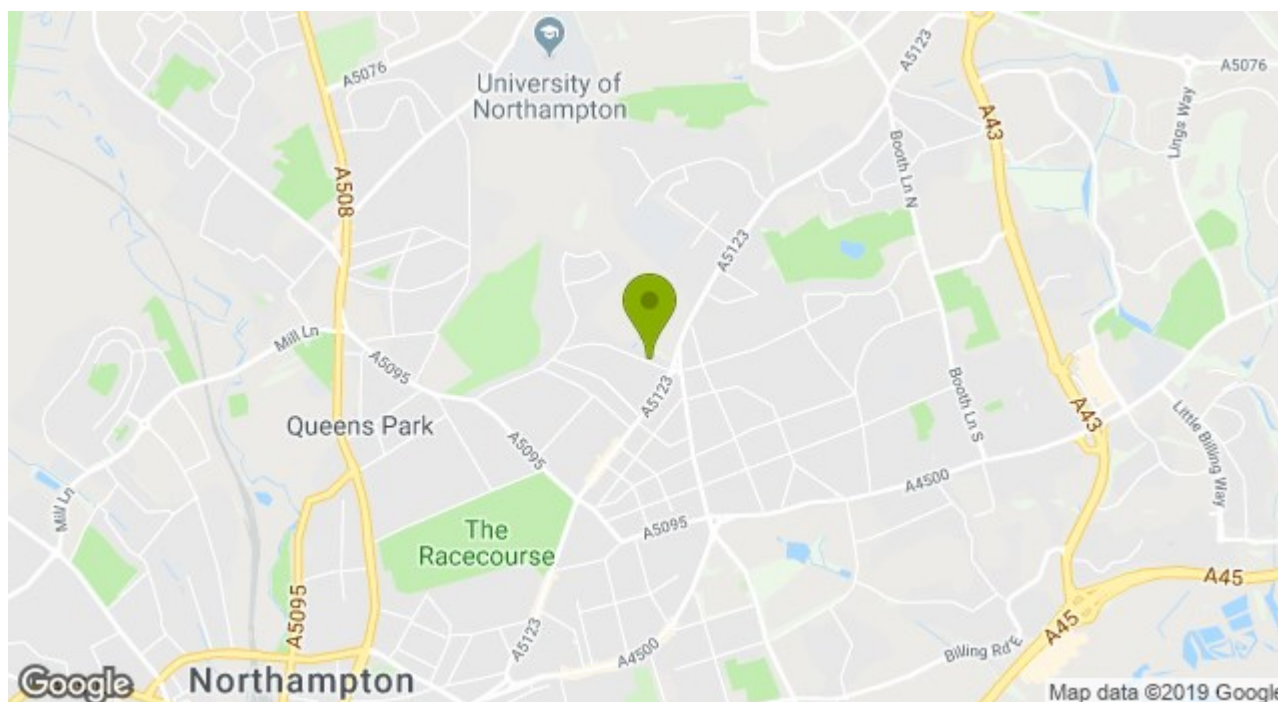 A5123
A5076
A5076
University of
Northampton
Lings Way
A43
Booth Ln N
A508
A5123
Mill Ln
A5095
A5123
Booth Ln S
A43
Little Billing Way
Queens Park
A5095
A4500
Mill Ln
The
Racecourse
A5095
A45
A5095
A5123
A4500
A45
Billing Rd E
Northampton
Google
Map data ©2019 Google